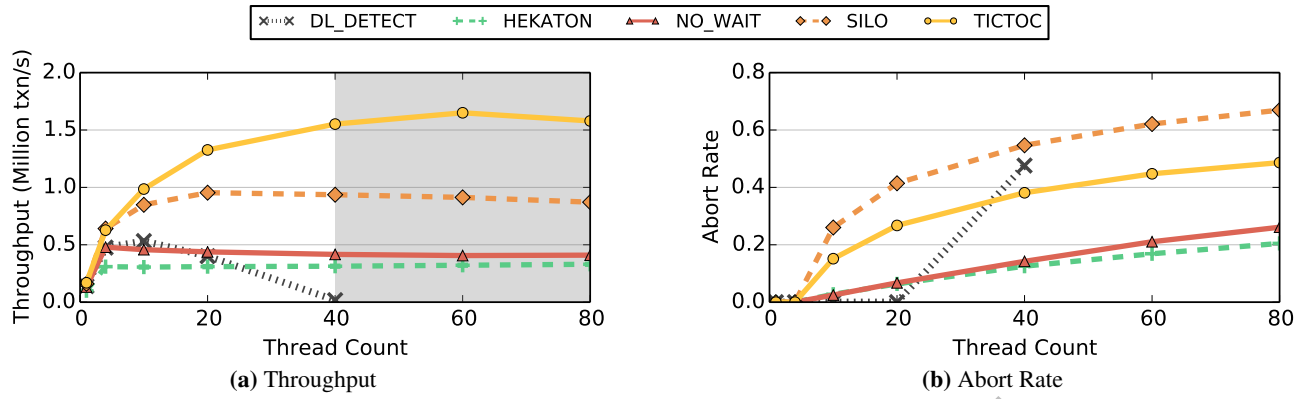 DL_DETECT HEKATON NO_WAIT SILO TICTOC
Throughput (Million txn/s)
2.0
1.5
1.0
0.5
0.0
0 20 40 60 80
Thread Count
(a) Throughput
Abort Rate
0.8
0.6
0.4
0.2
0.0
0 20 40 60 80
Thread Count
(b) Abort Rate